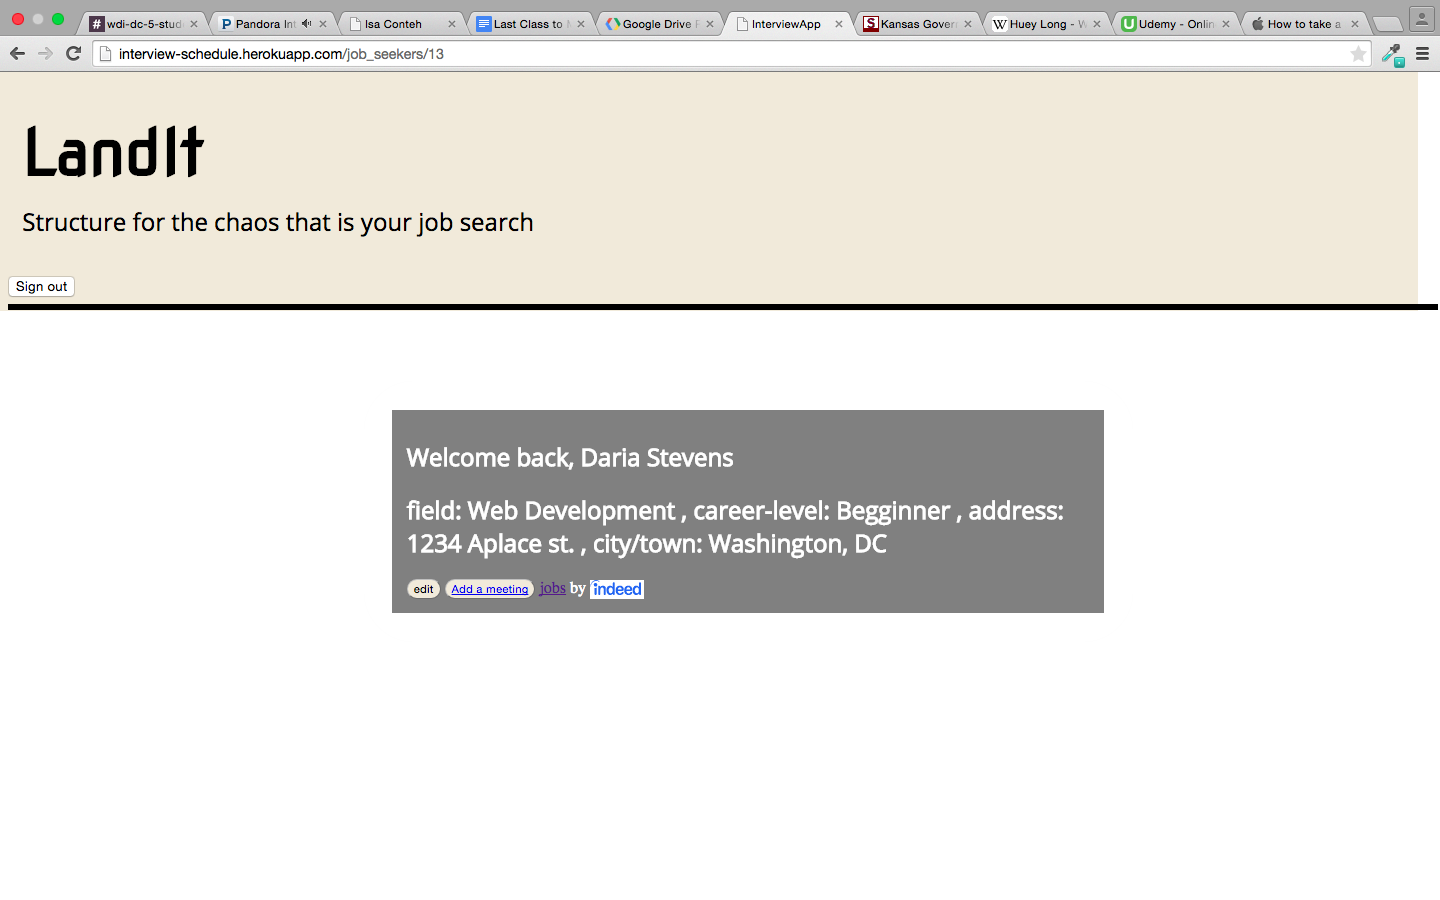 wdi-dc-5-stud
Pandora Int
Isa Conteh
Last Class to
Google Drive
InterviewApp
Kansas Gover
Huey Long - W
Udemy - Onlin
How to take a
interview-schedule.herokuapp.com/job_seekers/13
LandIt
Structure for the chaos that is your job search
Sign out
Welcome back, Daria Stevens
field: Web Development , career-level: Begginner , address:
1234 Aplace st. , city/town: Washington, DC
edit Add a meeting jobs by indeed